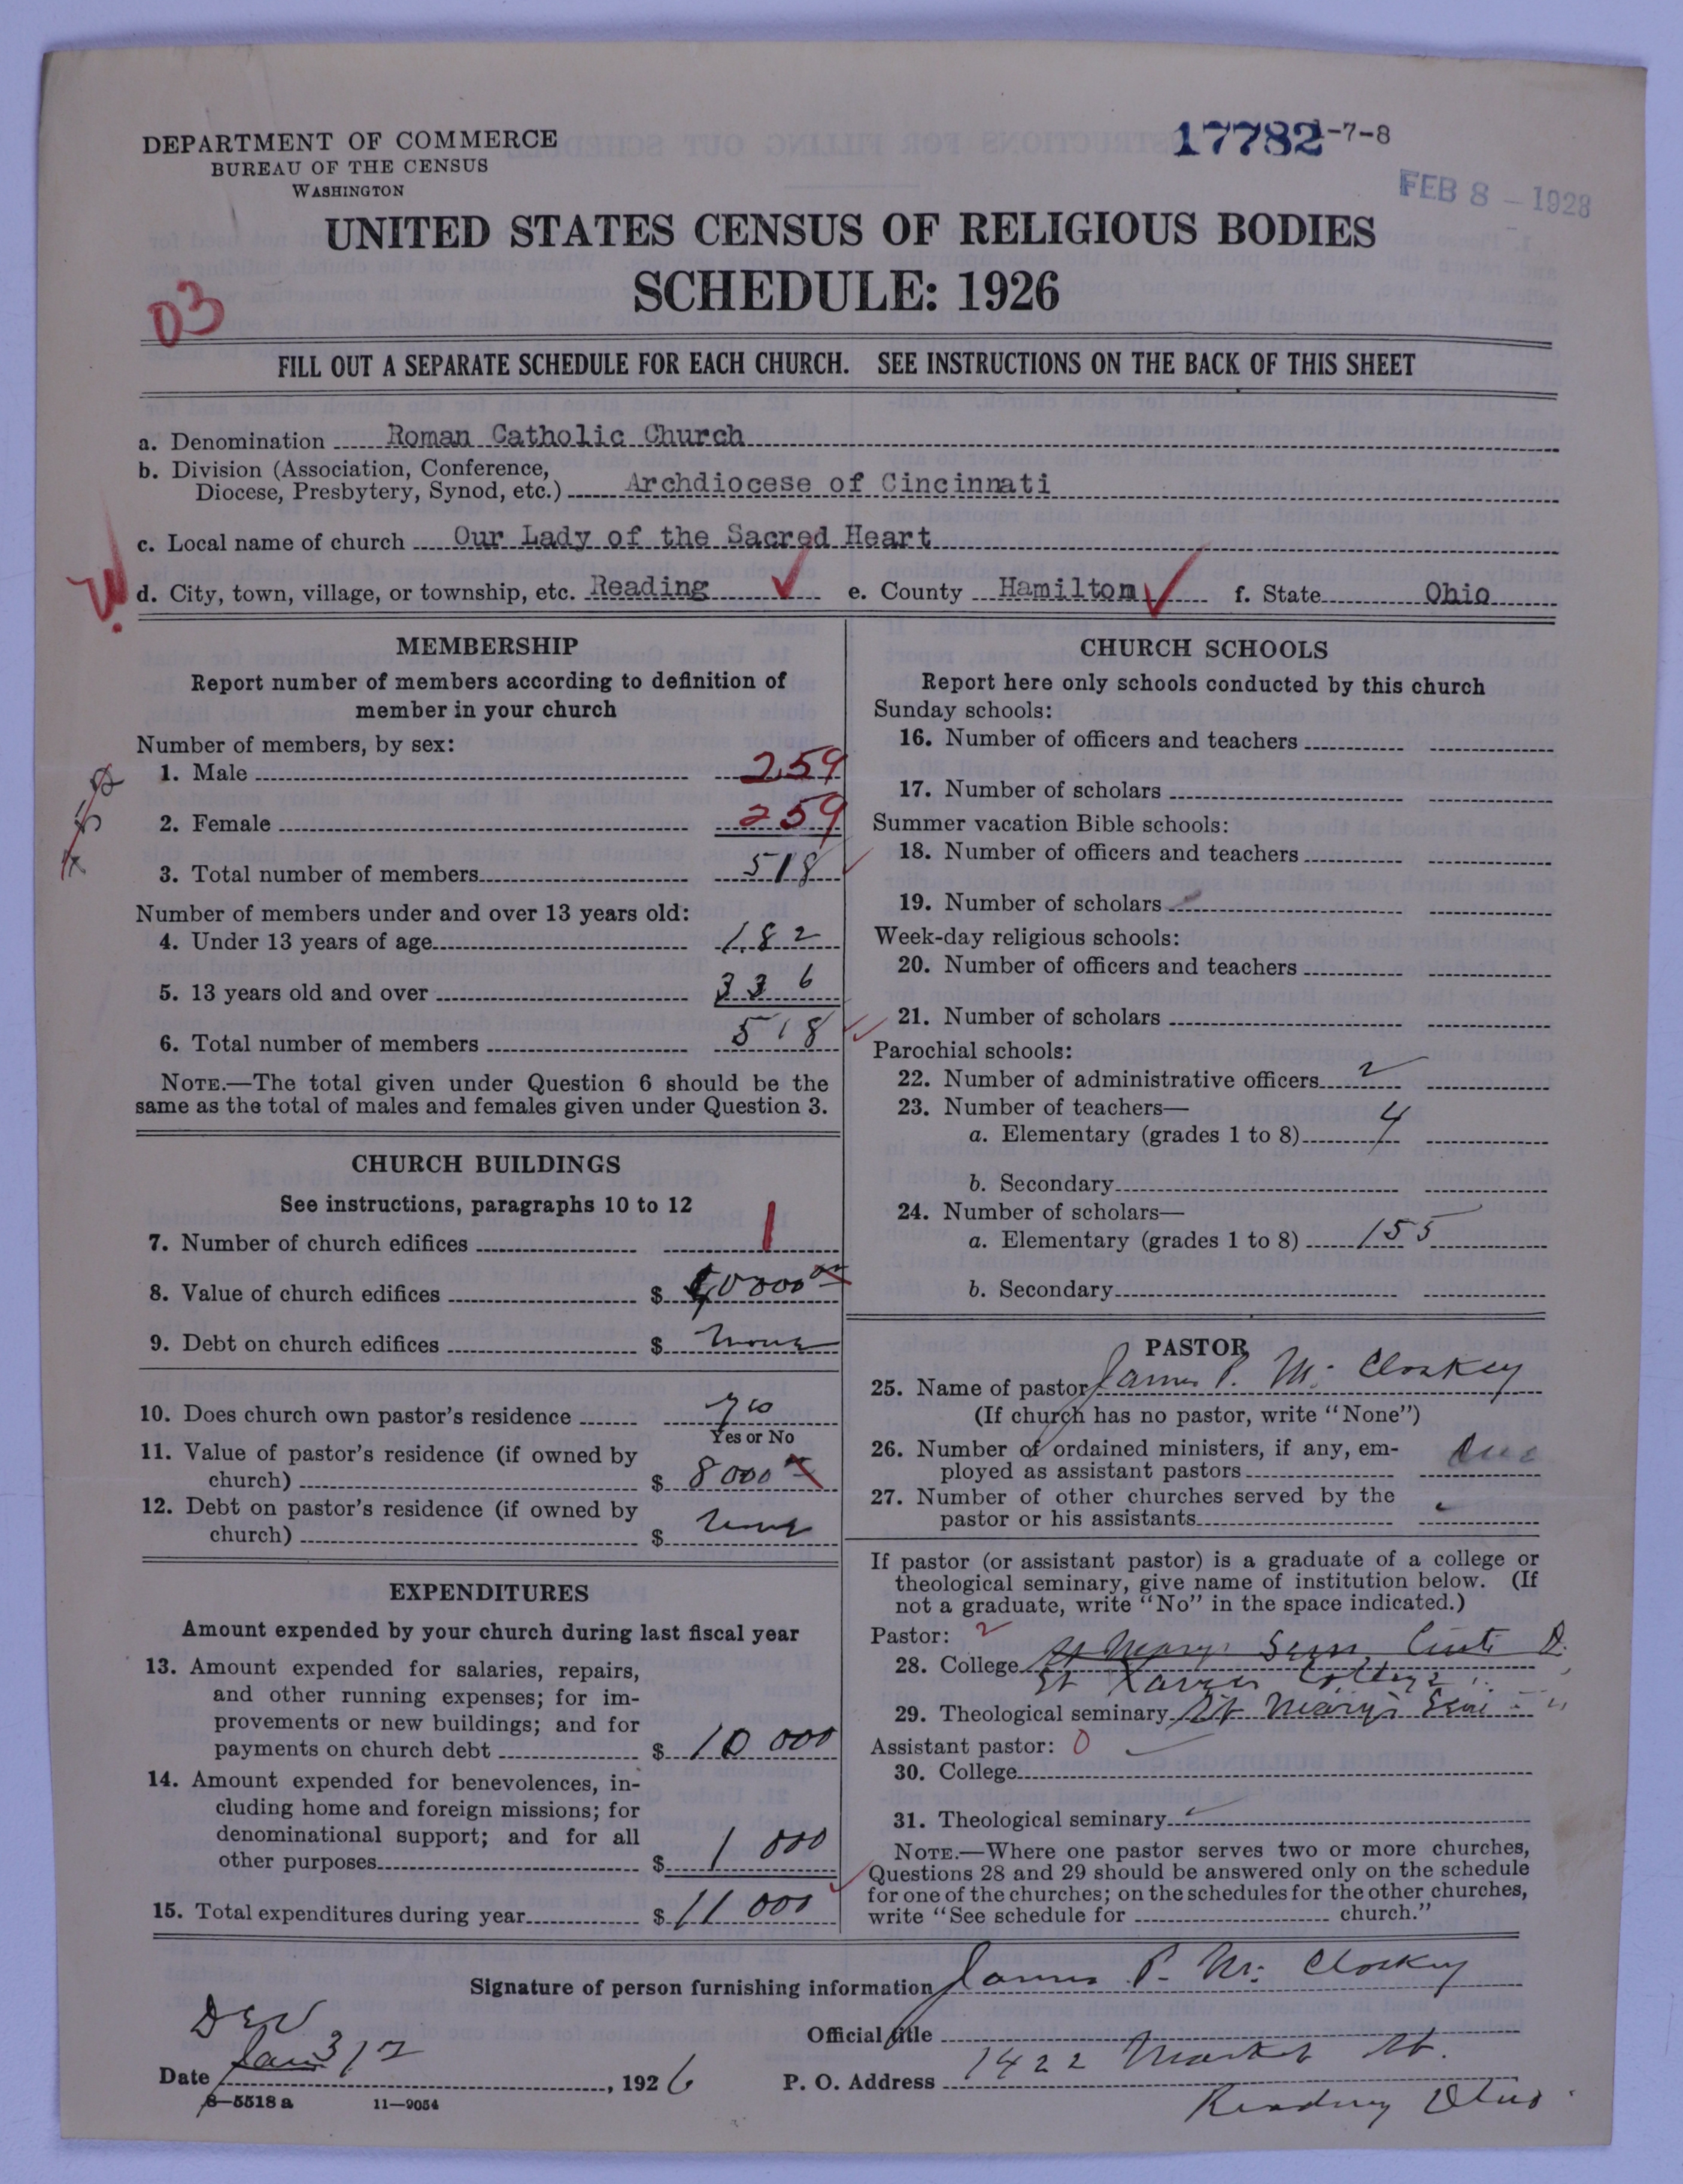 DEPARTMENT OF COMMERCE
BUREAU OF THE CENSUS
WASHINGTON
17782 1-7-8
FEB 8 - 1928
UNITED STATES CENSUS OF RELIGIOUS BODIES
SCHEDULE: 1926
03
FILL OUT A SEPARATE SCHEDULE FOR EACH CHURCH. SEE INSTRUCTIONS ON THE BACK OF THIS SHEET
a. Denomination Roman Catholic Church
b. Division (Association, Conference,
Diocese, Presbytery, Synod, etc.) Archdiocese of Cincinnati
c. Local name of church Our Lady of the Sacred Heart
d. City, town, village, or township, etc. Reading e. County Hamilton f. State Ohio
MEMBERSHIP
Report number of members according to definition of
member in your church
Number of members, by sex:
1. Male 259
2. Female 259
3. Total number of members 518
Number of members under and over 13 years old:
4. Under 13 years of age 182
5. 13 years old and over 336
6. Total number of members 518
NOTE.—The total given under Question 6 should be the
same as the total of males and females given under Question 3.
CHURCH BUILDINGS
See instructions, paragraphs 10 to 12
7. Number of church edifices 1
8. Value of church edifices $
9. Debt on church edifices $ none
10. Does church own pastor's residence yes
Yes or No
11. Value of pastor's residence (if owned by
church) $ 8000
12. Debt on pastor's residence (if owned by
church) $ none
EXPENDITURES
Amount expended by your church during last fiscal year
13. Amount expended for salaries, repairs,
and other running expenses; for im-
provements or new buildings; and for
payments on church debt $ 10 000
14. Amount expended for benevolences, in-
cluding home and foreign missions; for
denominational support; and for all
other purposes $ 1 000
15. Total expenditures during year $ 11 000
CHURCH SCHOOLS
Report here only schools conducted by this church
Sunday schools:
16. Number of officers and teachers
17. Number of scholars
Summer vacation Bible schools:
18. Number of officers and teachers
19. Number of scholars
Week-day religious schools:
20. Number of officers and teachers
21. Number of scholars
Parochial schools:
22. Number of administrative officers 2
23. Number of teachers—
a. Elementary (grades 1 to 8) 4
b. Secondary
24. Number of scholars—
a. Elementary (grades 1 to 8) 155
b. Secondary
PASTOR
25. Name of pastor James P. Mc Closkey
(If church has no pastor, write "None")
26. Number of ordained ministers, if any, em-
ployed as assistant pastors
27. Number of other churches served by the
pastor or his assistants
If pastor (or assistant pastor) is a graduate of a college or
theological seminary, give name of institution below. (If
not a graduate, write "No" in the space indicated.)
Pastor: 2
28. College St Mary's Sem Cinti O.
St Xavier College "
29. Theological seminary St Mary's Sem "
Assistant pastor: 0
30. College
31. Theological seminary
NOTE.—Where one pastor serves two or more churches,
Questions 28 and 29 should be answered only on the schedule
for one of the churches; on the schedules for the other churches,
write "See schedule for church."
Signature of person furnishing information James P. Mc Closkey
Official title
Date Jan 31, 1926
P. O. Address 1422 Market St.
Reading Ohio
8-5518 a 11-9054